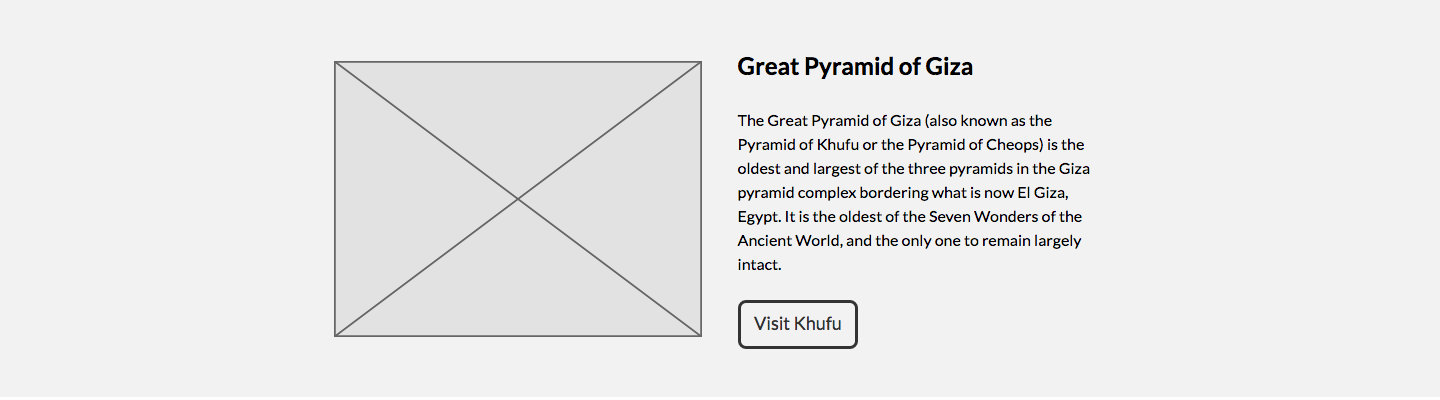 Great Pyramid of Giza
The Great Pyramid of Giza (also known as the
Pyramid of Khufu or the Pyramid of Cheops) is the
oldest and largest of the three pyramids in the Giza
pyramid complex bordering what is now El Giza,
Egypt. It is the oldest of the Seven Wonders of the
Ancient World, and the only one to remain largely
intact.
Visit Khufu